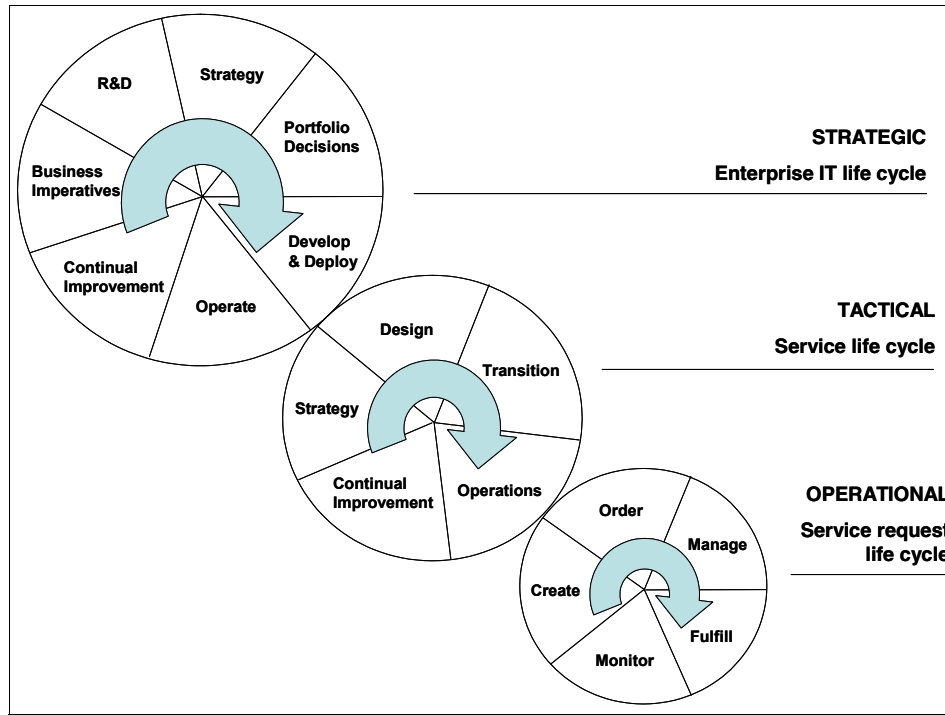 R&D
Strategy
Portfolio
Decisions
Business
Imperatives
Develop
& Deploy
Continual
Improvement
Operate
STRATEGIC
Enterprise IT life cycle
Design
Transition
Strategy
Continual
Improvement
Operations
TACTICAL
Service life cycle
Order
Manage
Create
Fulfill
Monitor
OPERATIONAL
Service request
life cycle